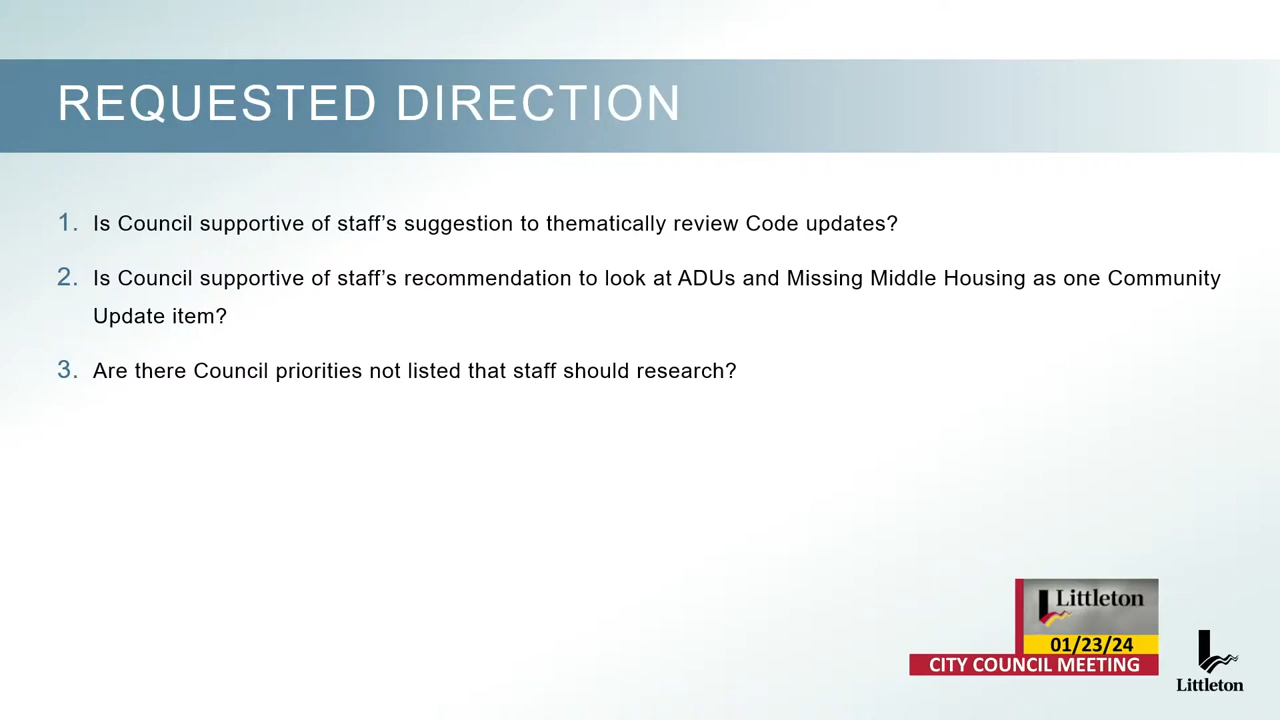 REQUESTED DIRECTION
1. Is Council supportive of staff's suggestion to thematically review Code updates?
2. Is Council supportive of staff's recommendation to look at ADUs and Missing Middle Housing as one Community
Update item?
3. Are there Council priorities not listed that staff should research?
Littleton
01/23/24
CITY COUNCIL MEETING
Littleton